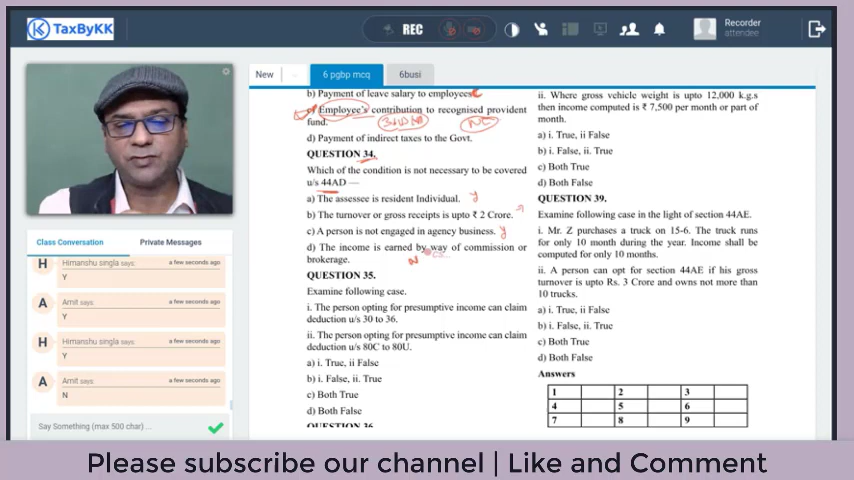 TaxByKK
REC
Recorder
attendee
New
6 pgbp mcq
6busi
b) Payment of leave salary to employees
Employee's contribution to recognised provident
fund.
d) Payment of indirect taxes to the Govt.
QUESTION 34.
Which of the condition is not necessary to be covered
u/s 44AD —
a) The assessee is resident Individual. y
b) The turnover or gross receipts is upto ₹ 2 Crore.
c) A person is not engaged in agency business. y
d) The income is earned by way of commission or
brokerage. N
QUESTION 35.
Examine following case.
i. The person opting for presumptive income can claim
deduction u/s 30 to 36.
ii. The person opting for presumptive income can claim
deduction u/s 80C to 80U.
a) i. True, ii False
b) i. False, ii. True
c) Both True
d) Both False
QUESTION 36
ii. Where gross vehicle weight is upto 12,000 k.g.s
then income computed is ₹ 7,500 per month or part of
month.
a) i. True, ii False
b) i. False, ii. True
c) Both True
d) Both False
QUESTION 39.
Examine following case in the light of section 44AE.
i. Mr. Z purchases a truck on 15-6. The truck runs
for only 10 month during the year. Income shall be
computed for only 10 months.
ii. A person can opt for section 44AE if his gross
turnover is upto Rs. 3 Crore and owns not more than
10 trucks.
a) i. True, ii False
b) i. False, ii. True
c) Both True
d) Both False
Answers
1 2 3
4 5 6
7 8 9
Class Conversation
Private Messages
H Himanshu singla says: a few seconds ago
Y
A Amit says: a few seconds ago
Y
H Himanshu singla says: a few seconds ago
Y
A Amit says: a few seconds ago
N
Say Something (max 500 char) ...
Please subscribe our channel | Like and Comment